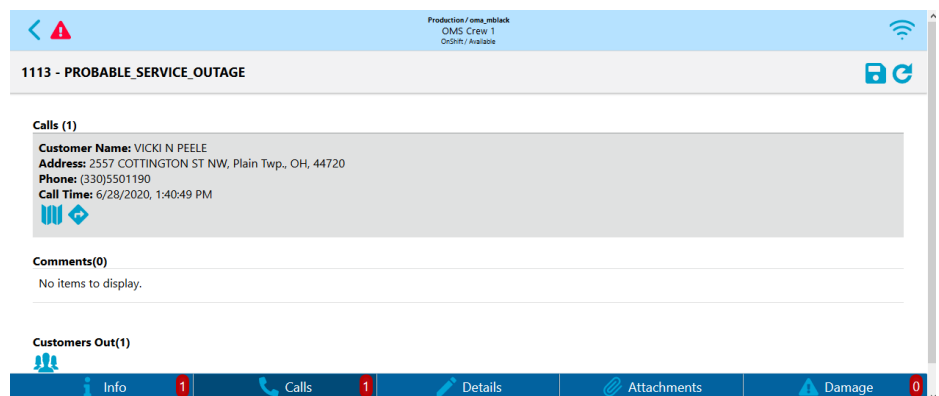 Production / oma_mblack
OMS Crew 1
OnShift / Available
1113 - PROBABLE_SERVICE_OUTAGE
Calls (1)
Customer Name: VICKI N PEELE
Address: 2557 COTTINGTON ST NW, Plain Twp., OH, 44720
Phone: (330)5501190
Call Time: 6/28/2020, 1:40:49 PM
Comments(0)
No items to display.
Customers Out(1)
Info 1 Calls 1 Details Attachments Damage 0